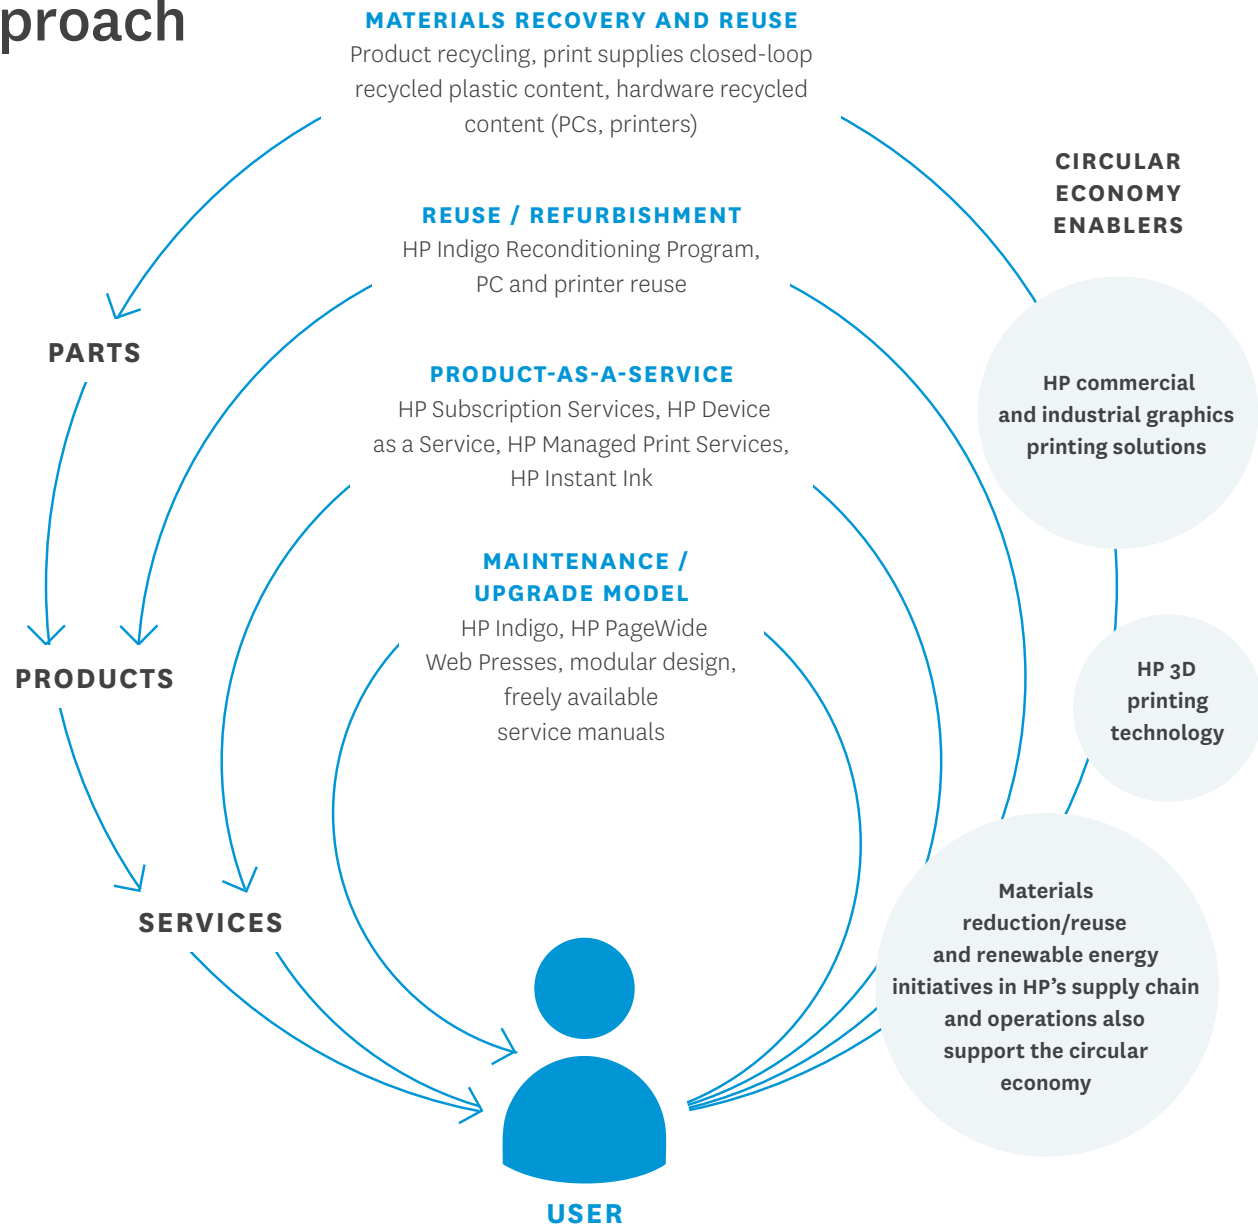 proach
MATERIALS RECOVERY AND REUSE
Product recycling, print supplies closed-loop
recycled plastic content, hardware recycled
content (PCs, printers)
CIRCULAR
ECONOMY
ENABLERS
REUSE / REFURBISHMENT
HP Indigo Reconditioning Program,
PC and printer reuse
PARTS
HP commercial
and industrial graphics
printing solutions
PRODUCT-AS-A-SERVICE
HP Subscription Services, HP Device
as a Service, HP Managed Print Services,
HP Instant Ink
MAINTENANCE /
UPGRADE MODEL
HP Indigo, HP PageWide
Web Presses, modular design,
freely available
service manuals
PRODUCTS
HP 3D
printing
technology
SERVICES
Materials
reduction/reuse
and renewable energy
initiatives in HP’s supply chain
and operations also
support the circular
economy
USER